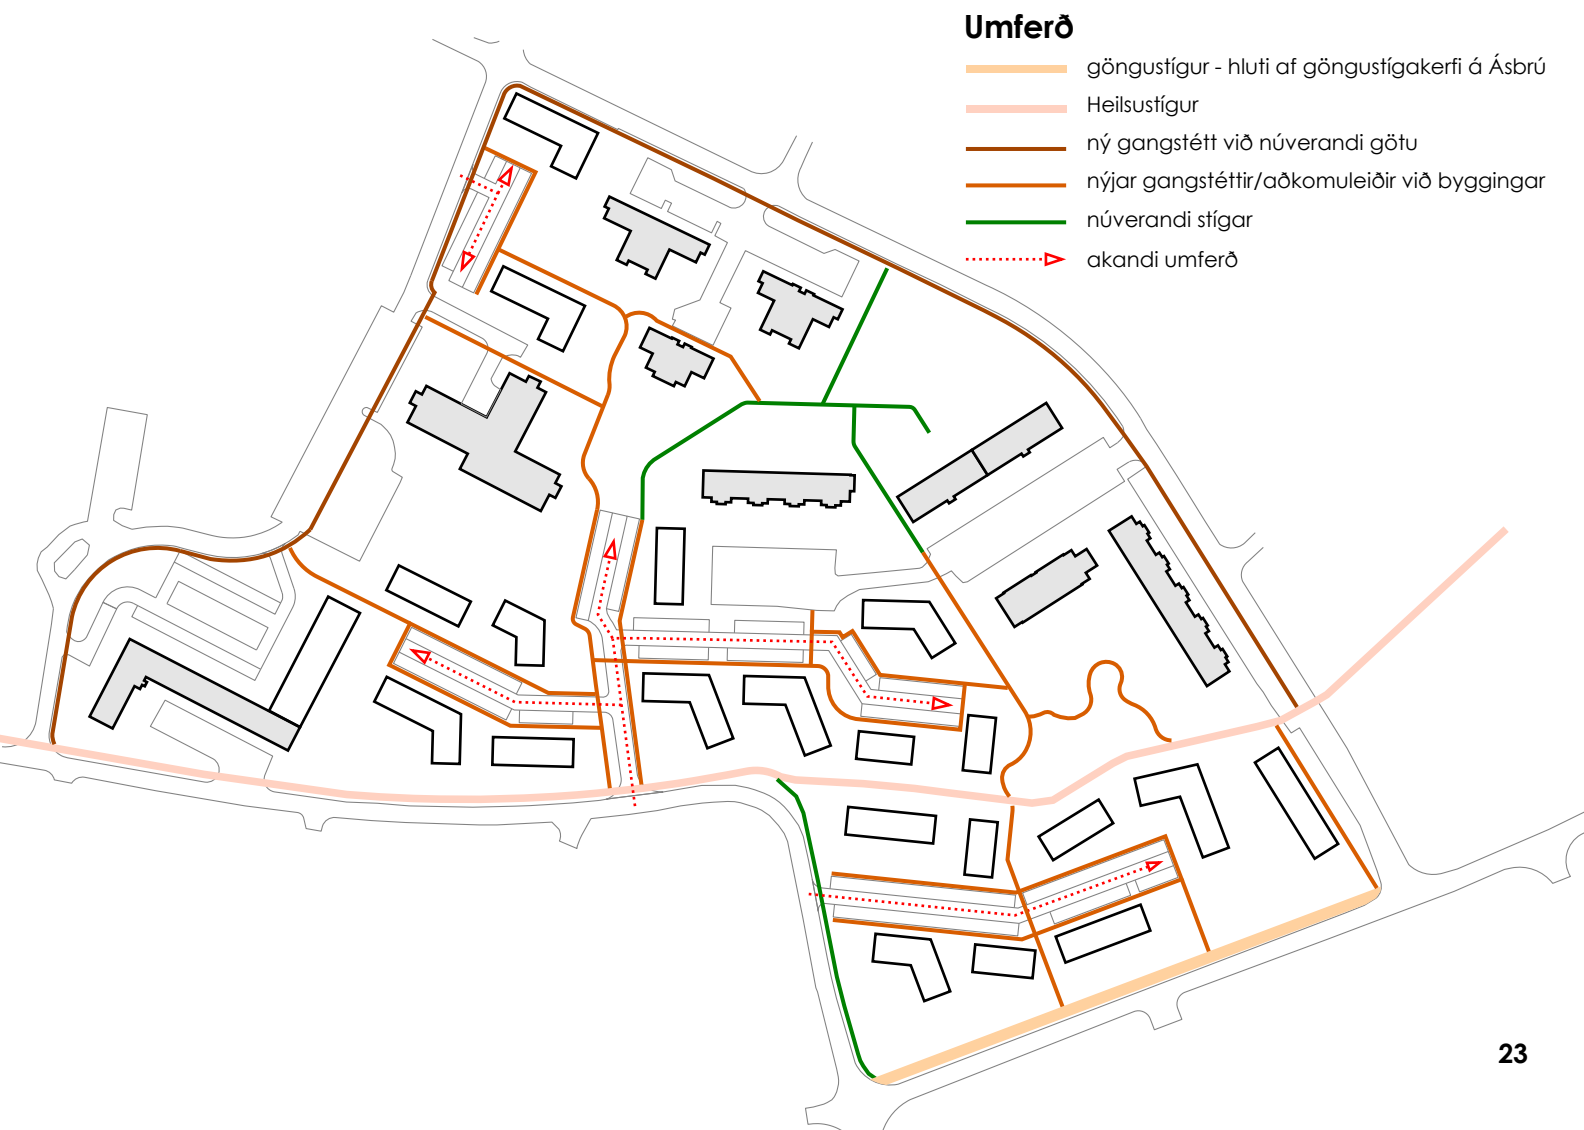 Umferð
göngustígur - hluti af göngustígakerfi á Ásbrú
Heilsustígur
ný gangstétt við núverandi götu
nýjar gangstéttir/aðkomuleiðir við byggingar
núverandi stígar
akandi umferð
23